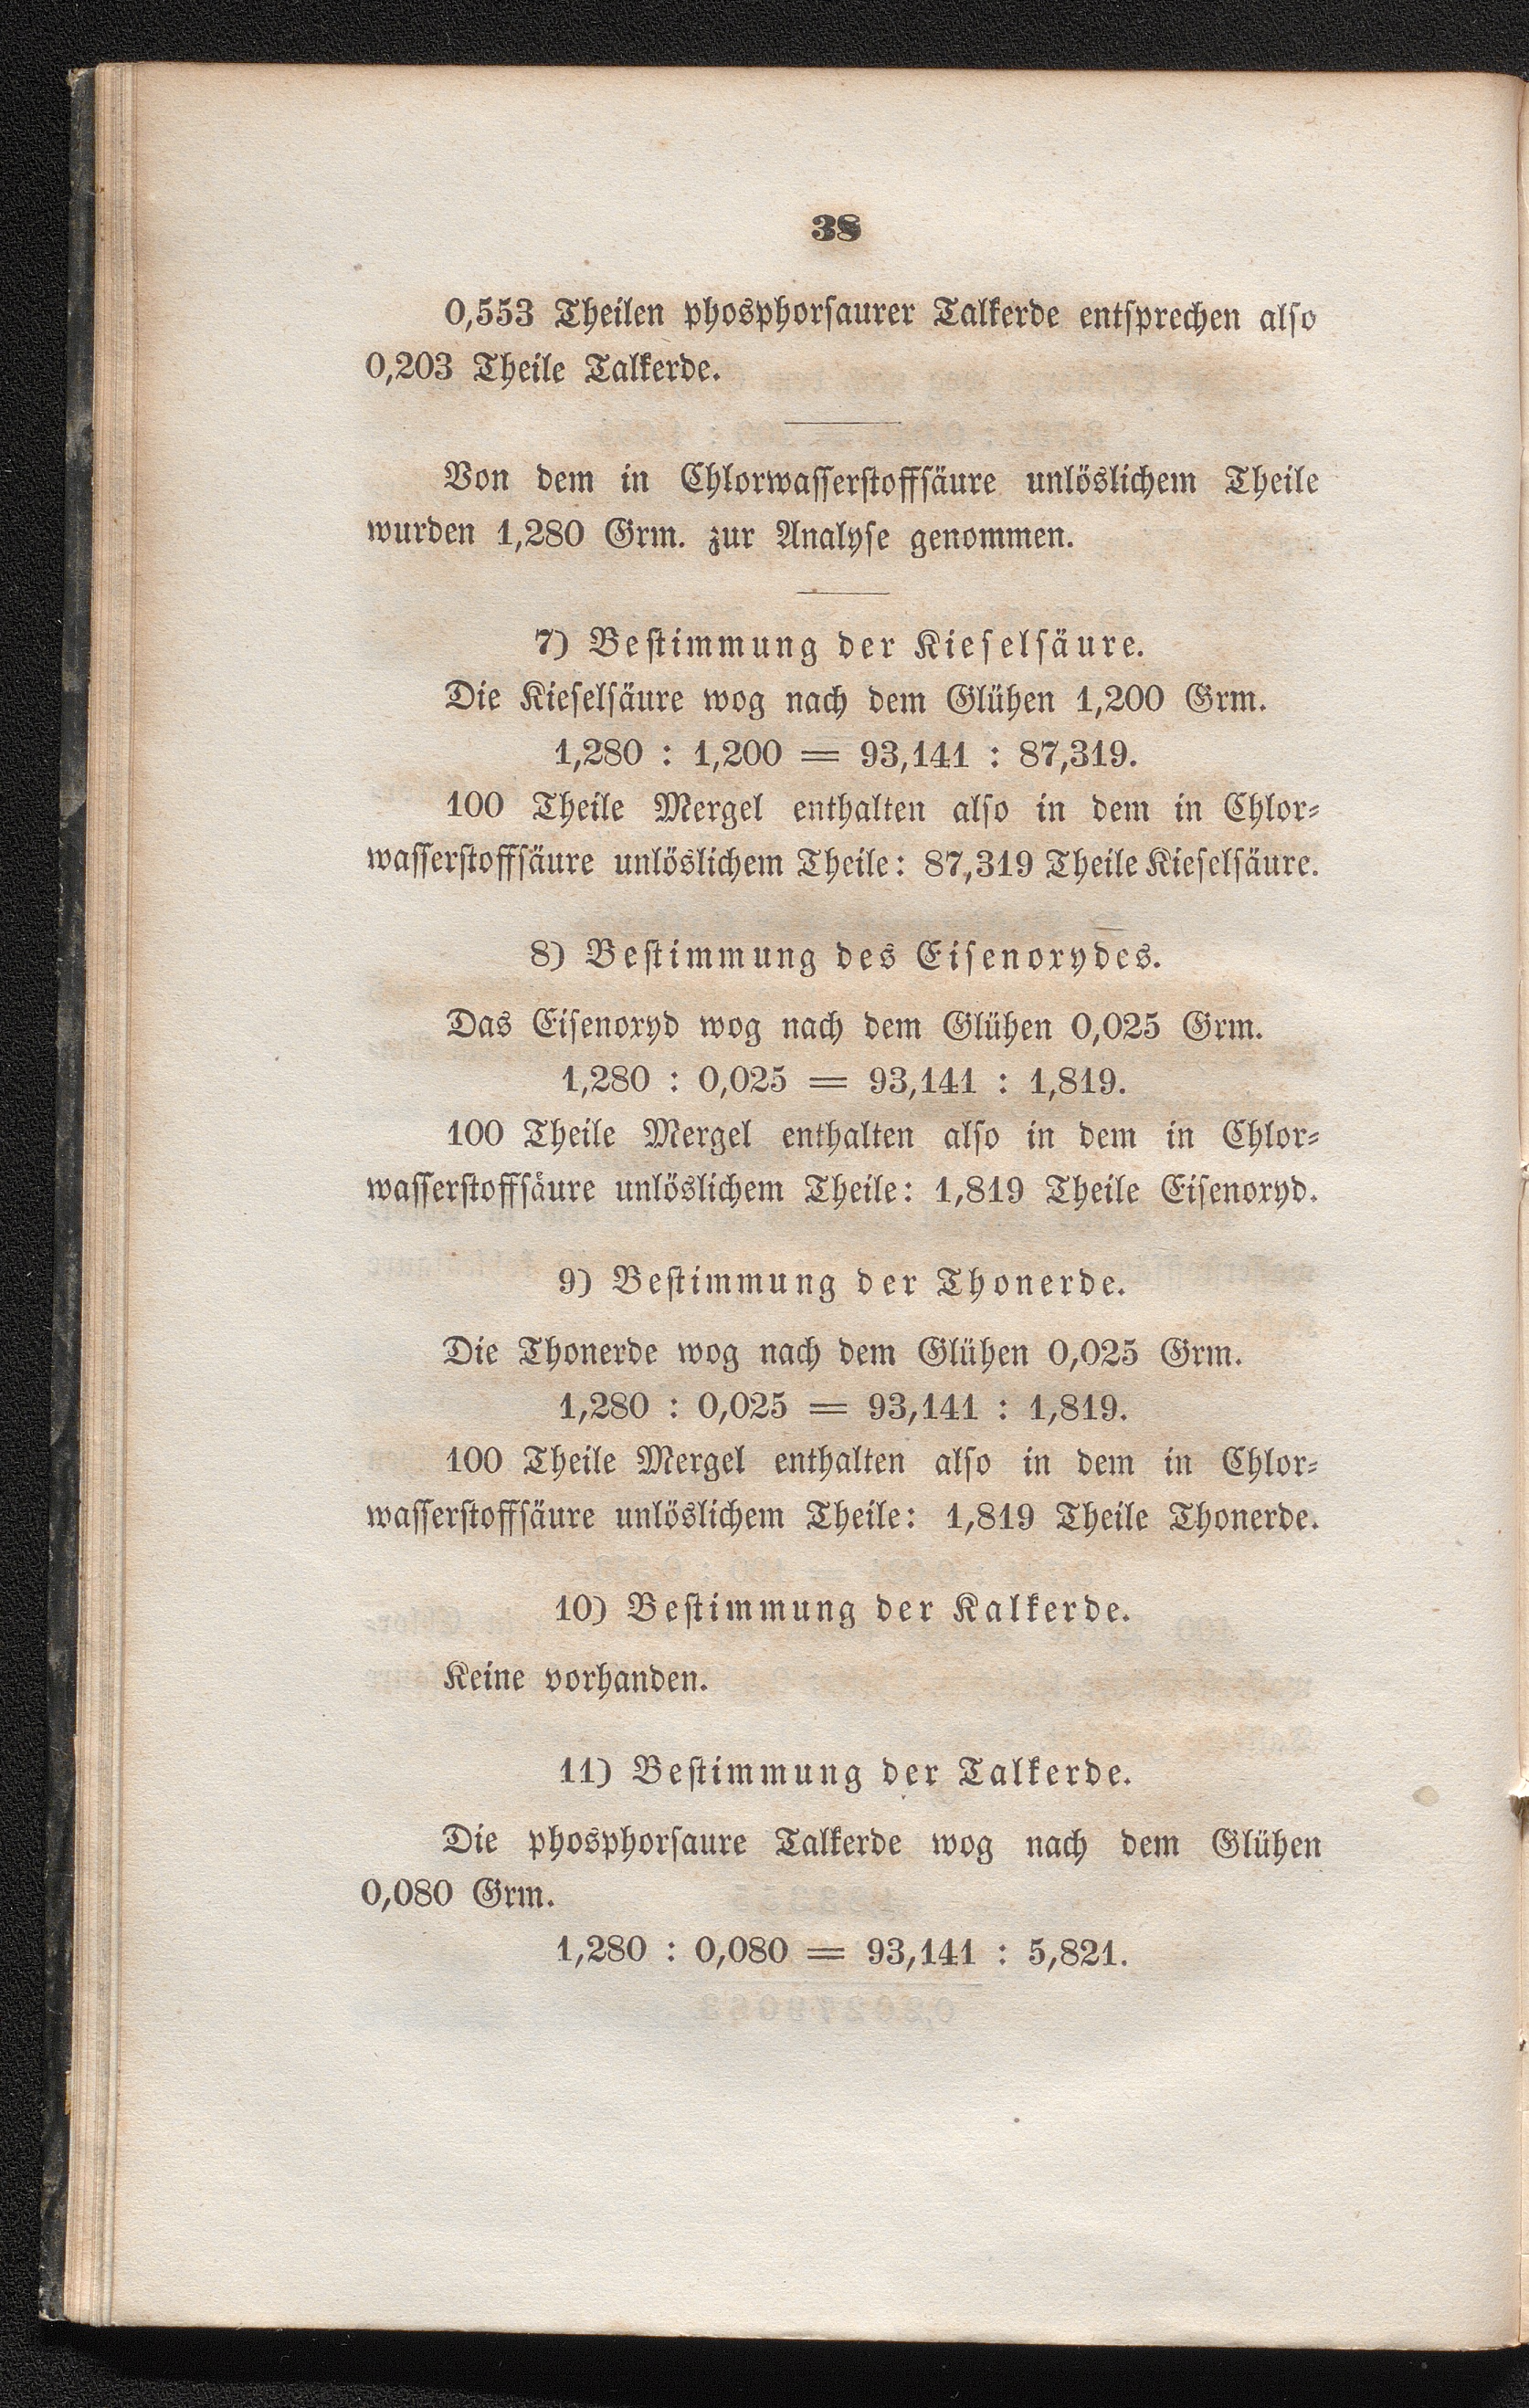 38
0,553 Theilen phosphorsaurer Talkerde entsprechen also
0,203 Theile Talkerde.
Von dem in Chlorwasserstoffsäure unlöslichem Theile
wurden 1,280 Grm. zur Analyse genommen.
7) Bestimmung der Kieselsäure.
Die Kieselsäure wog nach dem Glühen 1,200 Grm.
1,280 : 1,200 = 93,141 : 87,319.
100 Theile Mergel enthalten also in dem in Chlor-
wasserstoffsäure unlöslichem Theile: 87,319 Theile Kieselsäure.
8) Bestimmung des Eisenoxydes.
Das Eisenoxyd wog nach dem Glühen 0,025 Grm.
1,280 : 0,025 = 93,141 : 1,819.
100 Theile Mergel enthalten also in dem in Chlor-
wasserstoffsäure unlöslichem Theile: 1,819 Theile Eisenoxyd.
9) Bestimmung der Thonerde.
Die Thonerde wog nach dem Glühen 0,025 Grm.
1,280 : 0,025 = 93,141 : 1,819.
100 Theile Mergel enthalten also in dem in Chlor-
wasserstoffsäure unlöslichem Theile: 1,819 Theile Thonerde.
10) Bestimmung der Kalkerde.
Keine vorhanden.
11) Bestimmung der Talkerde.
Die phosphorsaure Talkerde wog nach dem Glühen
0,080 Grm.
1,280 : 0,080 = 93,141 : 5,821.